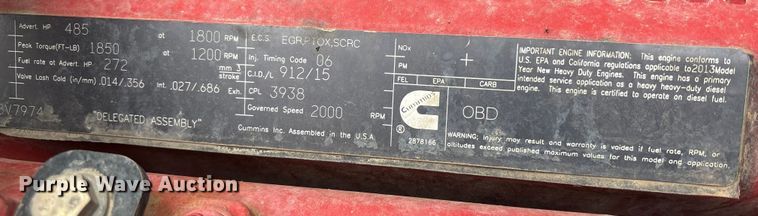 Advert. HP 485 at 1800 RPM
Peak Torque(FT-LB) 1850 at 1200 RPM
Fuel rate at Advert. HP 272 mm 3 stroke
Valve Lash Cold (in/mm) .014/.356 Int. .027/.686 Exh.
V7974
"DELEGATED ASSEMBLY"
E.C.S. EGR,PTOX,SCRC
Inj. Timing Code 06
C.I.D/L 912/15
CPL 3938
Governed Speed 2000 RPM
Cummins Inc. Assembled in the U.S.A.
NOx
PM +
FEL EPA CARB
Cummins
®
2878166
OBD
IMPORTANT ENGINE INFORMATION: This engine conforms to
U.S. EPA and California regulations applicable to2013Model
Year New Heavy Duty Engines. This engine has a primary
intended service application as a heavy heavy-duty diesel
engine. This engine is certified to operate on diesel fuel.
WARNING: Injury may result and warranty is voided if fuel rate, RPM, or
altitudes exceed published maximum values for this model and application.
Purple Wave Auction